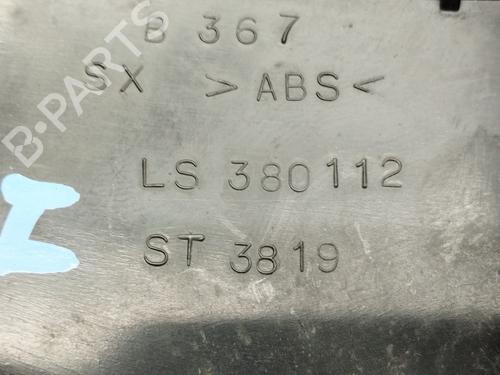 B 367
SX >ABS<
LS 380112
ST 3819
B-PARTS